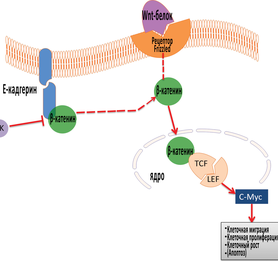 Wnt-белок
Рецептор
Frizzled
Е-кадгерин
β-катенин
β-катенин
К
β-катенин
TCF
LEF
ядро
C-Myc
•Клеточная миграция
•Клеточная пролиферация
•Клеточный рост
•(Апоптоз)